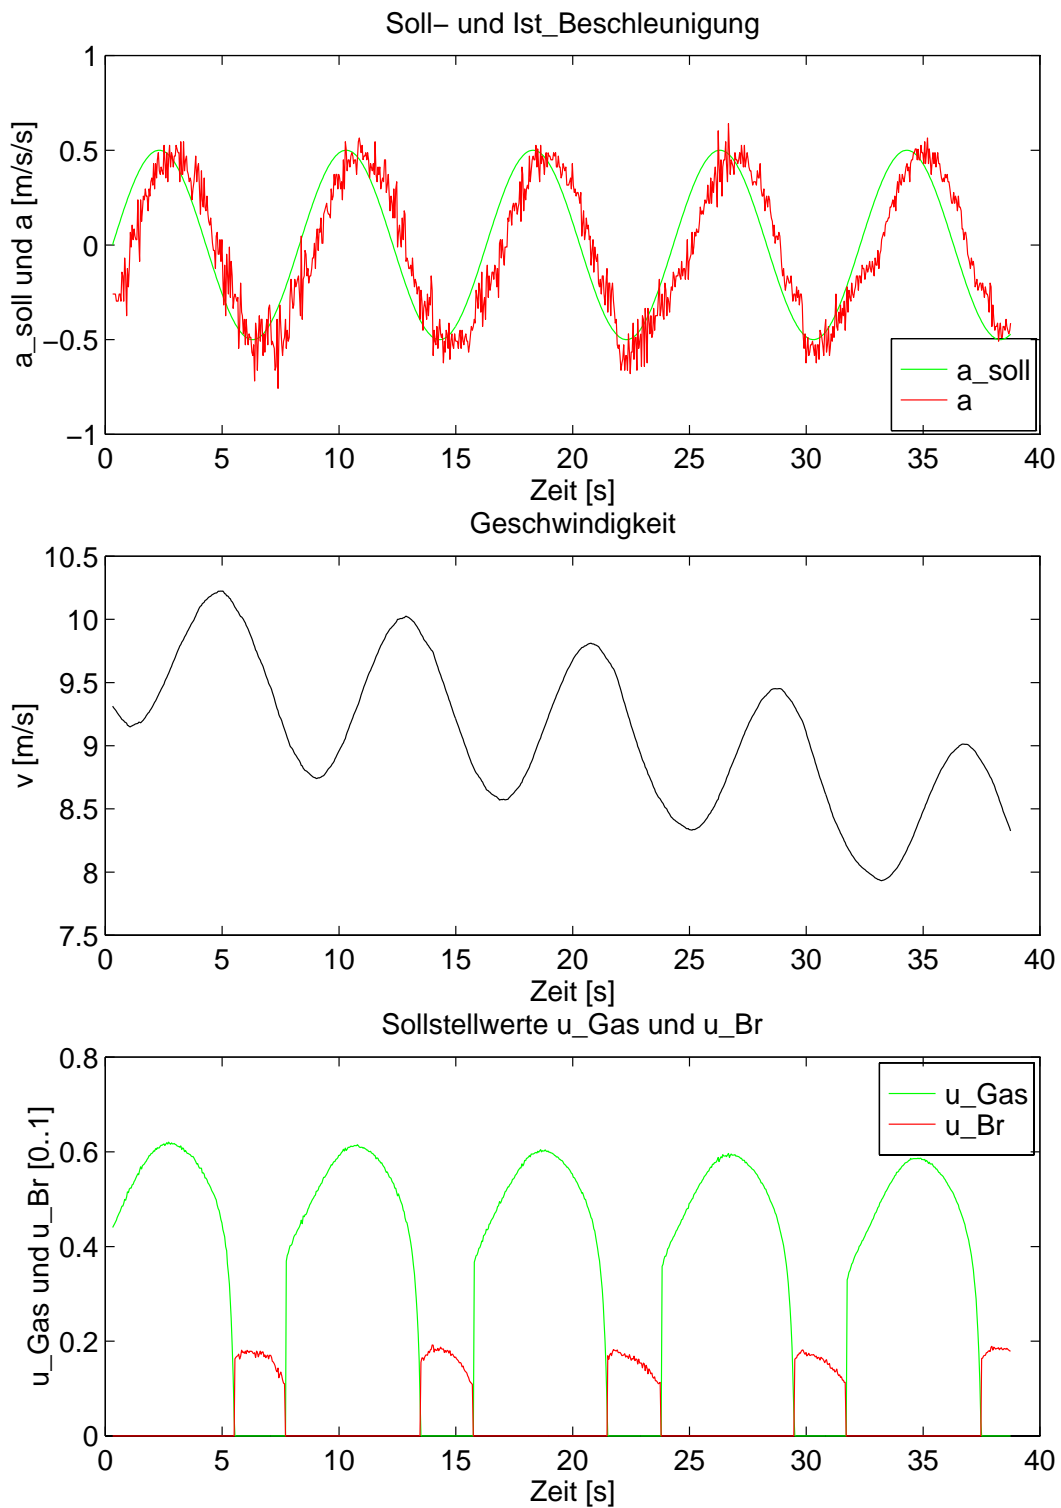 Soll− und Ist_Beschleunigung
a_soll und a [m/s/s]
1
0.5
0
−0.5
−1
a_soll
a
0 5 10 15 20 25 30 35 40
Zeit [s]
Geschwindigkeit
v [m/s]
10.5
10
9.5
9
8.5
8
7.5
0 5 10 15 20 25 30 35 40
Zeit [s]
Sollstellwerte u_Gas und u_Br
u_Gas und u_Br [0..1]
0.8
0.6
0.4
0.2
0
u_Gas
u_Br
0 5 10 15 20 25 30 35 40
Zeit [s]